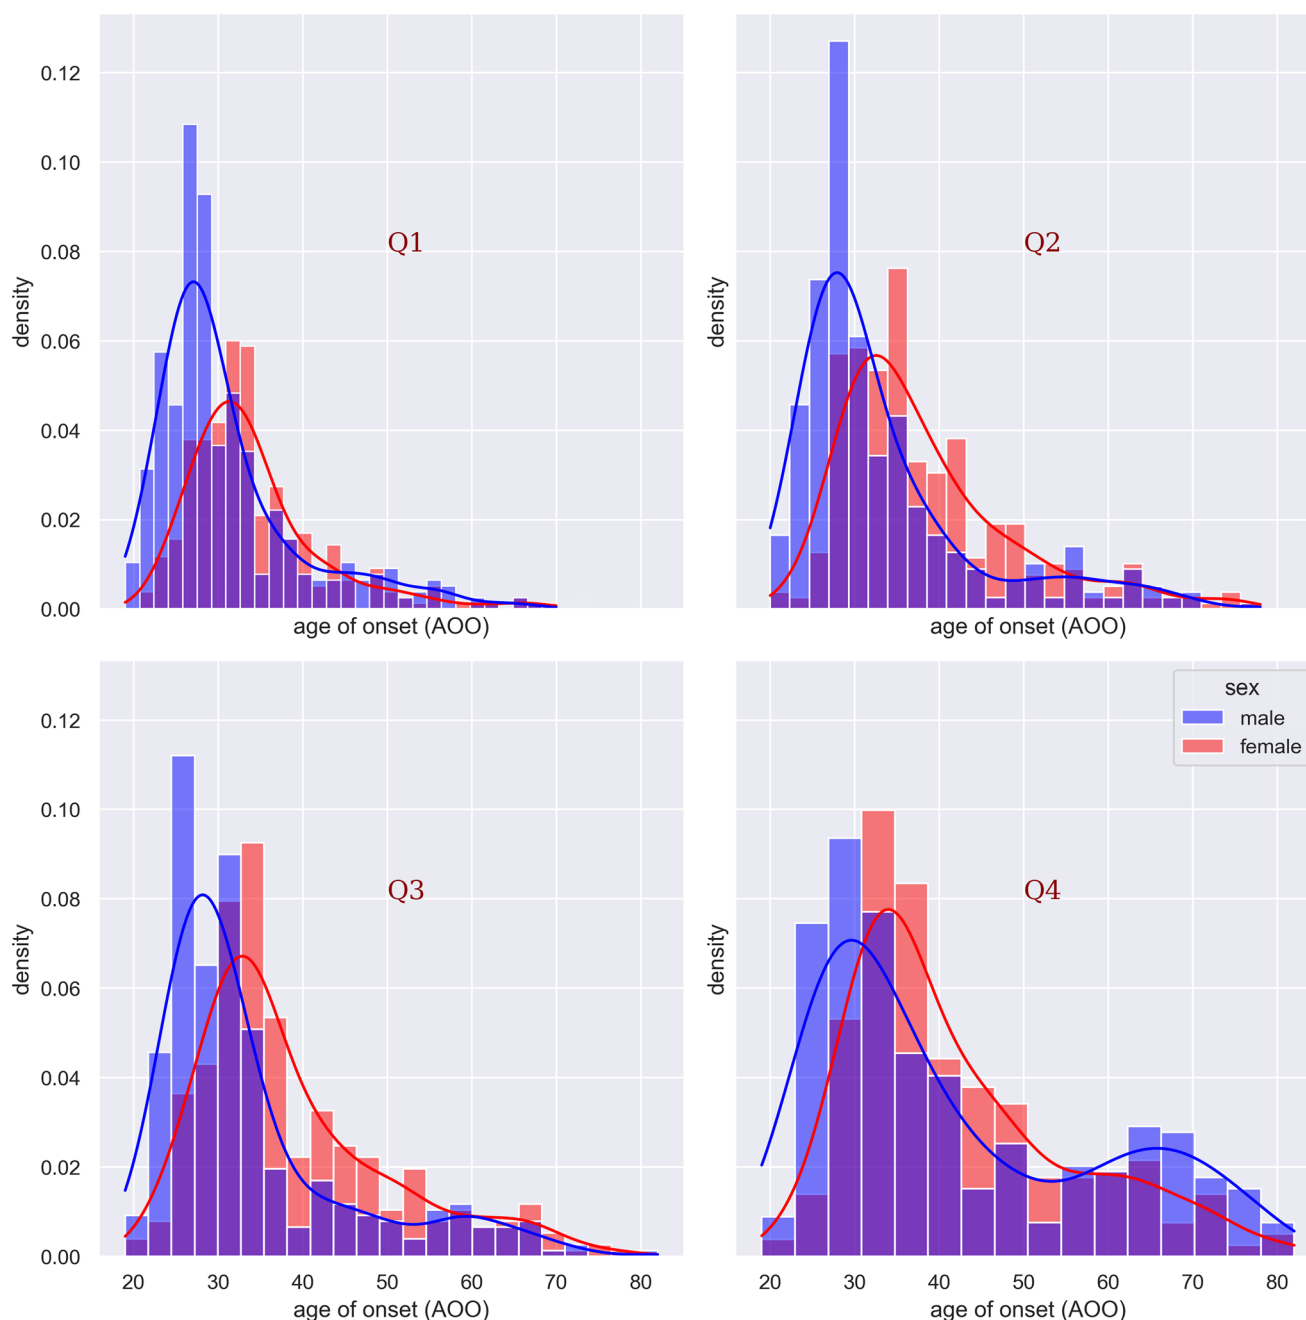 0.12
0.10
0.08
0.06
0.04
0.02
0.00
density
Q1
age of onset (AOO)
density
Q2
age of onset (AOO)
0.12
0.10
0.08
0.06
0.04
0.02
0.00
density
Q3
20 30 40 50 60 70 80
age of onset (AOO)
sex
male
female
density
Q4
20 30 40 50 60 70 80
age of onset (AOO)